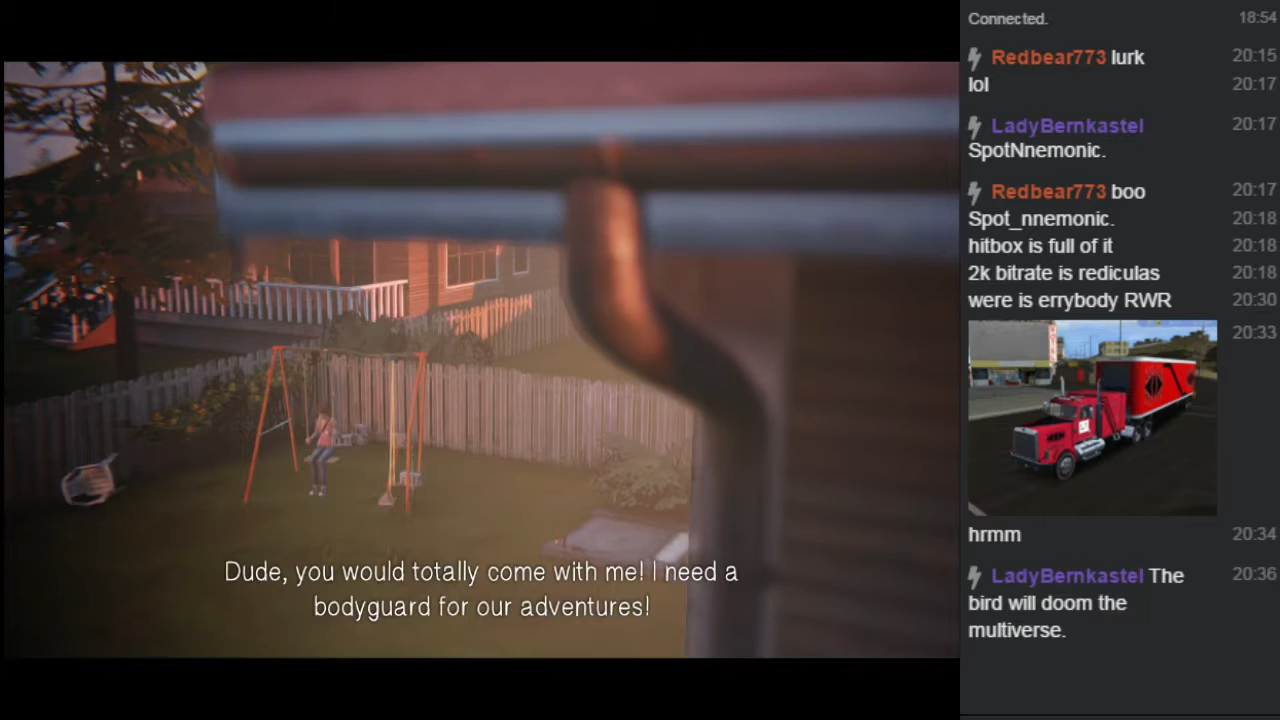 Dude, you would totally come with me! I need a
bodyguard for our adventures!
Connected. 18:54
Redbear773 lurk 20:15
lol 20:17
LadyBernkastel 20:17
SpotNnemonic.
Redbear773 boo 20:17
Spot_nnemonic. 20:18
hitbox is full of it 20:18
2k bitrate is rediculas 20:18
were is errybody RWR 20:30
20:33
hrmm 20:34
LadyBernkastel The 20:36
bird will doom the
multiverse.